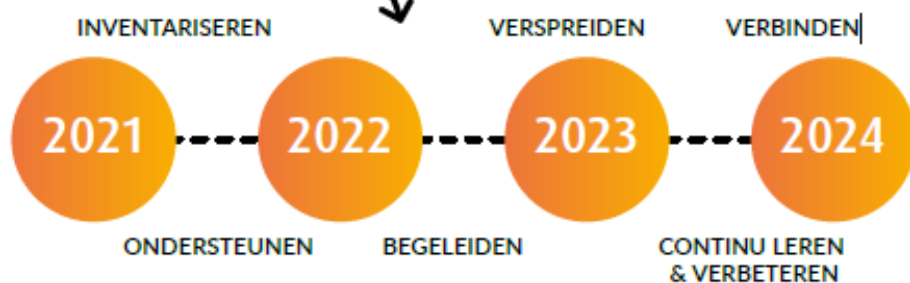 INVENTARISEREN
VERSPREIDEN
VERBINDEN
2021
2022
2023
2024
ONDERSTEUNEN
BEGELEIDEN
CONTINU LEREN
& VERBETEREN